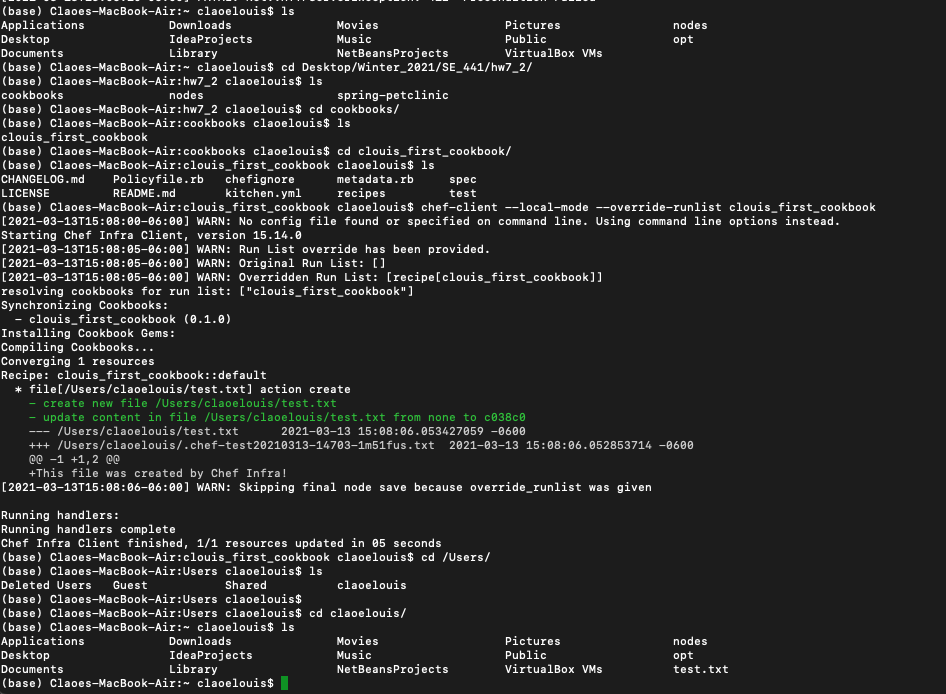 (base) Claoes-MacBook-Air:~ claoelouis$ ls
Applications Downloads Movies Pictures nodes
Desktop IdeaProjects Music Public opt
Documents Library NetBeansProjects VirtualBox VMs
(base) Claoes-MacBook-Air:~ claoelouis$ cd Desktop/Winter_2021/SE_441/hw7_2/
(base) Claoes-MacBook-Air:hw7_2 claoelouis$ ls
cookbooks nodes spring-petclinic
(base) Claoes-MacBook-Air:hw7_2 claoelouis$ cd cookbooks/
(base) Claoes-MacBook-Air:cookbooks claoelouis$ ls
clouis_first_cookbook
(base) Claoes-MacBook-Air:cookbooks claoelouis$ cd clouis_first_cookbook/
(base) Claoes-MacBook-Air:clouis_first_cookbook claoelouis$ ls
CHANGELOG.md Policyfile.rb chefignore metadata.rb spec
LICENSE README.md kitchen.yml recipes test
(base) Claoes-MacBook-Air:clouis_first_cookbook claoelouis$ chef-client --local-mode --override-runlist clouis_first_cookbook
[2021-03-13T15:08:00-06:00] WARN: No config file found or specified on command line. Using command line options instead.
Starting Chef Infra Client, version 15.14.0
[2021-03-13T15:08:05-06:00] WARN: Run List override has been provided.
[2021-03-13T15:08:05-06:00] WARN: Original Run List: []
[2021-03-13T15:08:05-06:00] WARN: Overridden Run List: [recipe[clouis_first_cookbook]]
resolving cookbooks for run list: ["clouis_first_cookbook"]
Synchronizing Cookbooks:
- clouis_first_cookbook (0.1.0)
Installing Cookbook Gems:
Compiling Cookbooks...
Converging 1 resources
Recipe: clouis_first_cookbook::default
* file[/Users/claoelouis/test.txt] action create
- create new file /Users/claoelouis/test.txt
- update content in file /Users/claoelouis/test.txt from none to c038c0
--- /Users/claoelouis/test.txt 2021-03-13 15:08:06.053427059 -0600
+++ /Users/claoelouis/.chef-test20210313-14703-1m51fus.txt 2021-03-13 15:08:06.052853714 -0600
@@ -1 +1,2 @@
+This file was created by Chef Infra!
[2021-03-13T15:08:06-06:00] WARN: Skipping final node save because override_runlist was given
Running handlers:
Running handlers complete
Chef Infra Client finished, 1/1 resources updated in 05 seconds
(base) Claoes-MacBook-Air:clouis_first_cookbook claoelouis$ cd /Users/
(base) Claoes-MacBook-Air:Users claoelouis$ ls
Deleted Users Guest Shared claoelouis
(base) Claoes-MacBook-Air:Users claoelouis$
(base) Claoes-MacBook-Air:Users claoelouis$ cd claoelouis/
(base) Claoes-MacBook-Air:~ claoelouis$ ls
Applications Downloads Movies Pictures nodes
Desktop IdeaProjects Music Public opt
Documents Library NetBeansProjects VirtualBox VMs test.txt
(base) Claoes-MacBook-Air:~ claoelouis$